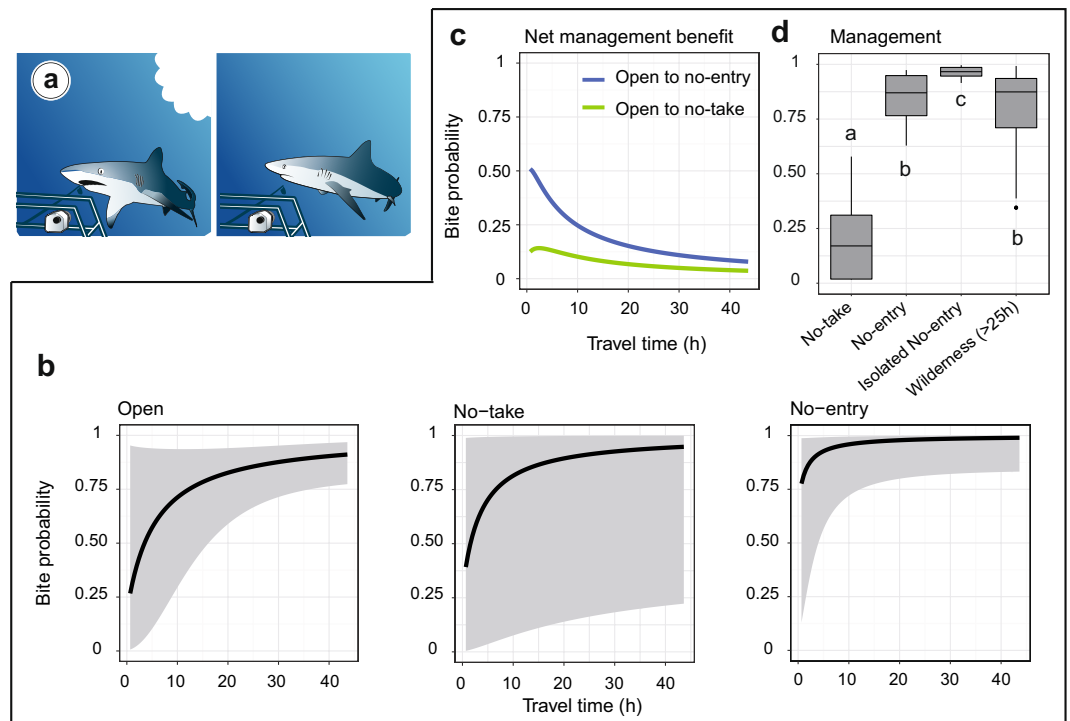 a
c
Net management benefit
Bite probability
1
0.75
0.50
0.25
0
Open to no-entry
Open to no-take
0 10 20 30 40
Travel time (h)
d
Management
1
0.75
0.50
0.25
0
a
b
c
b
No-take
No-entry
Isolated No-entry
Wilderness (>25h)
b
Bite probability
Open
1
0.75
0.50
0.25
0
0 10 20 30 40
No−take
1
0.75
0.50
0.25
0
0 10 20 30 40
No−entry
1
0.75
0.50
0.25
0
0 10 20 30 40
Travel time (h)